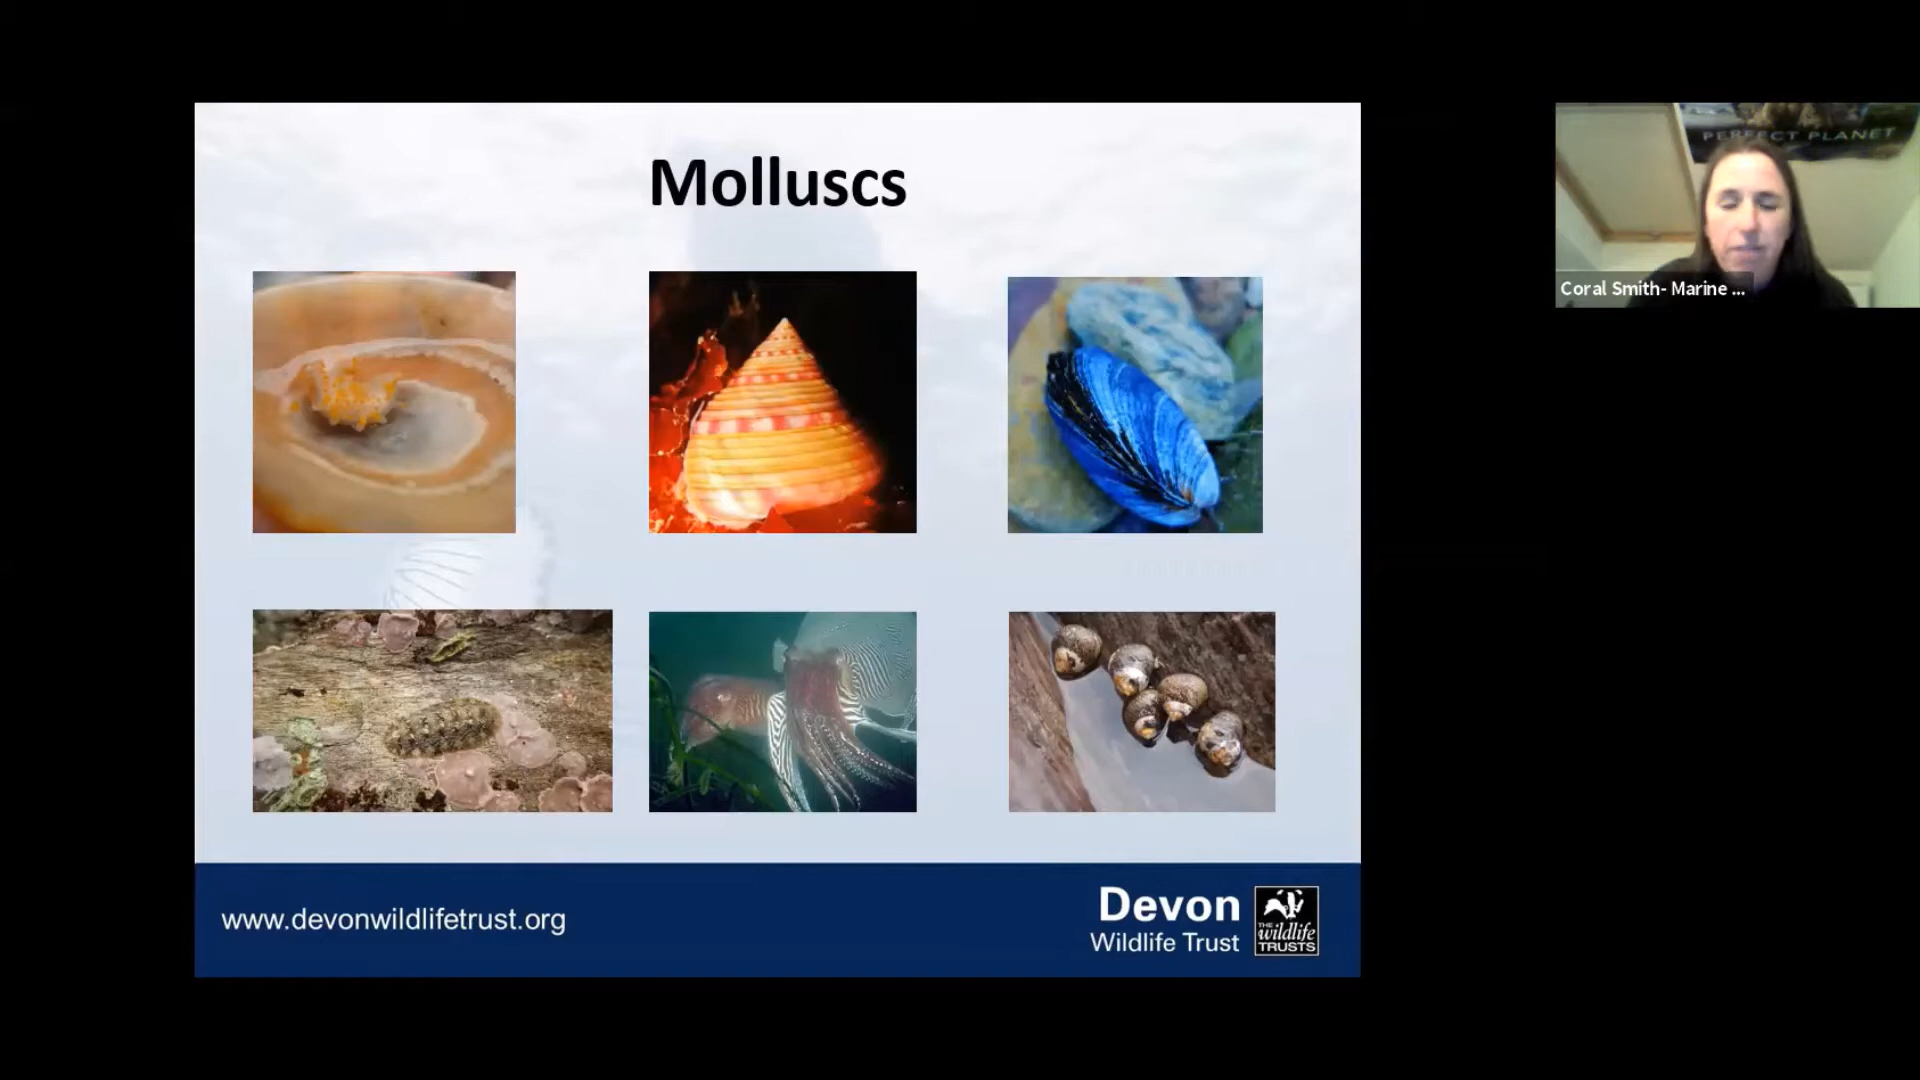 Molluscs
PERFECT PLANET
Coral Smith- Marine ...
www.devonwildlifetrust.org
Devon
Wildlife Trust
THE
wildlife
TRUSTS